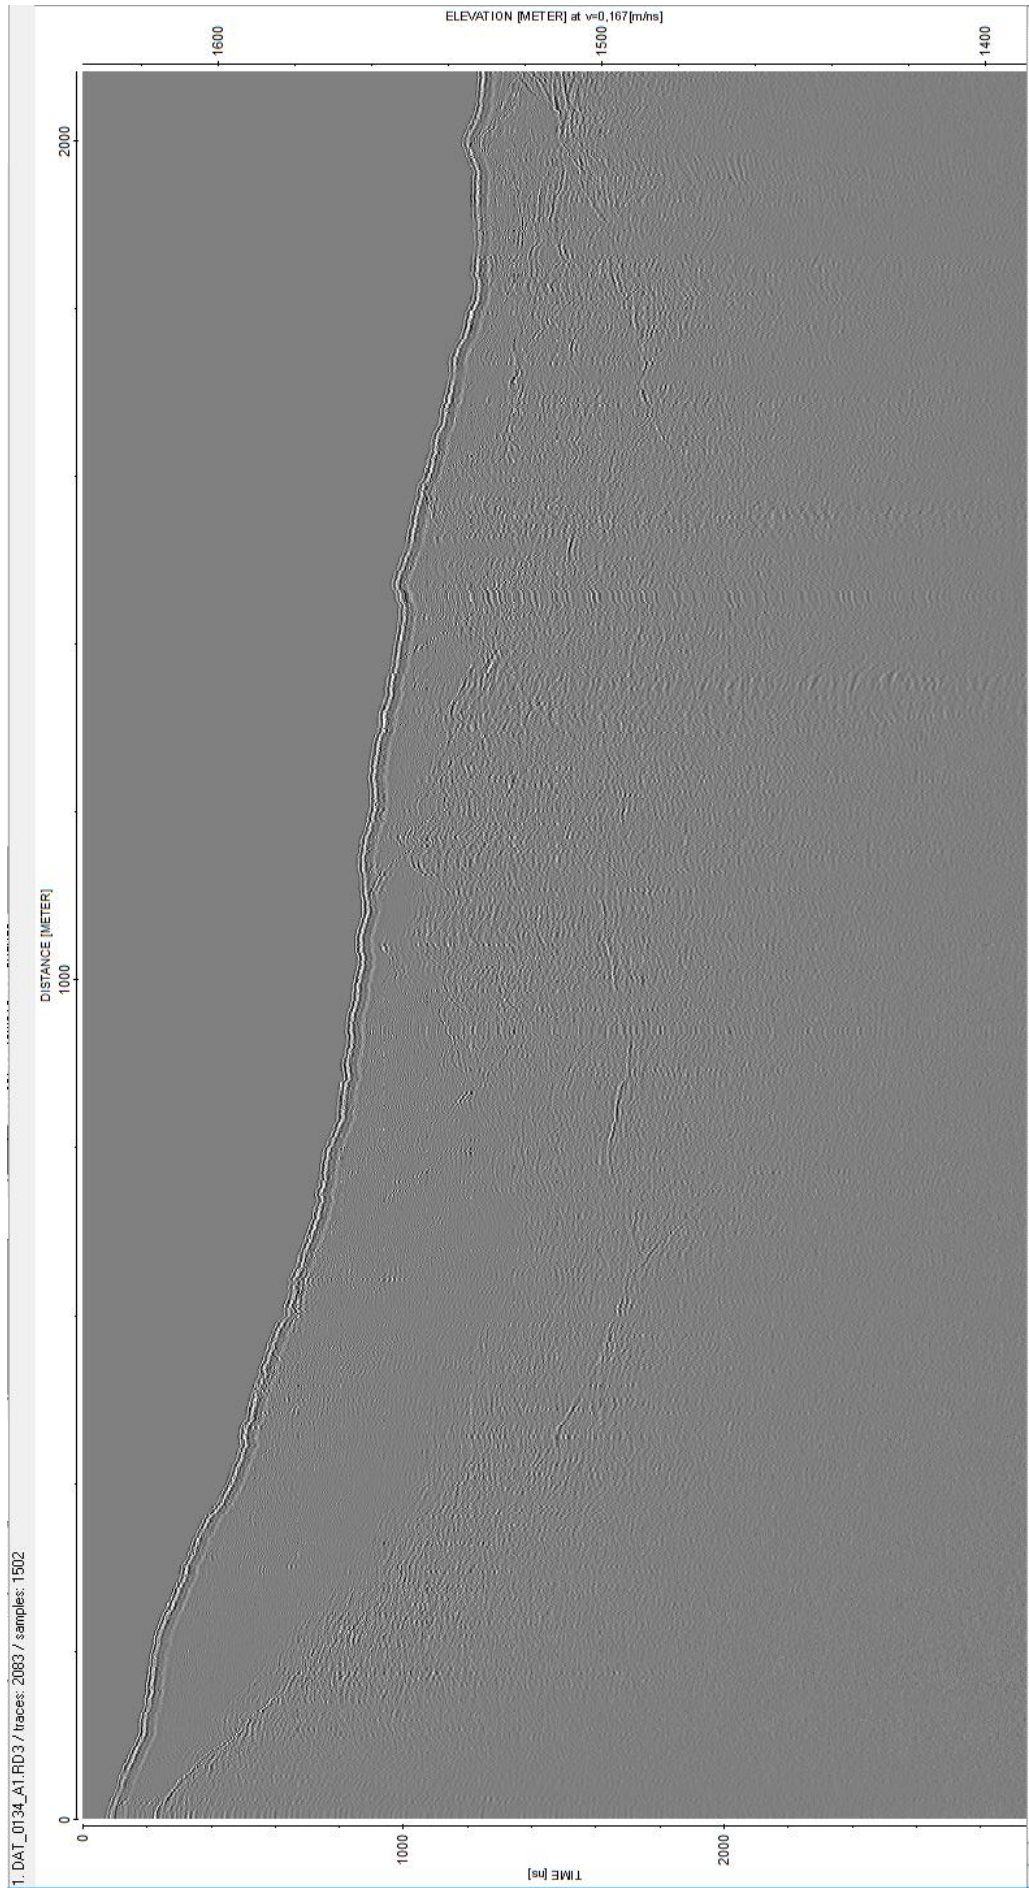 1. DAT_0134_A1.RD3 / traces: 2083 / samples: 1502
DISTANCE [METER]
0 1000 2000
TIME [ns]
0
1000
2000
ELEVATION [METER] at v=0,167[m/ns]
1600
1500
1400